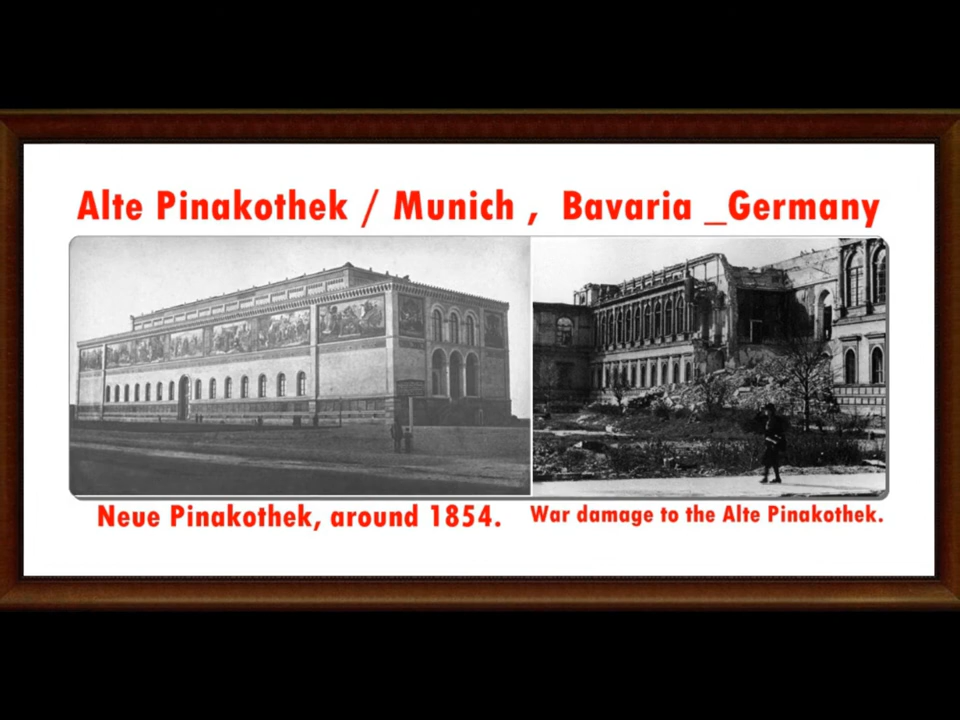 Alte Pinakothek / Munich , Bavaria _Germany
Neue Pinakothek, around 1854.
War damage to the Alte Pinakothek.